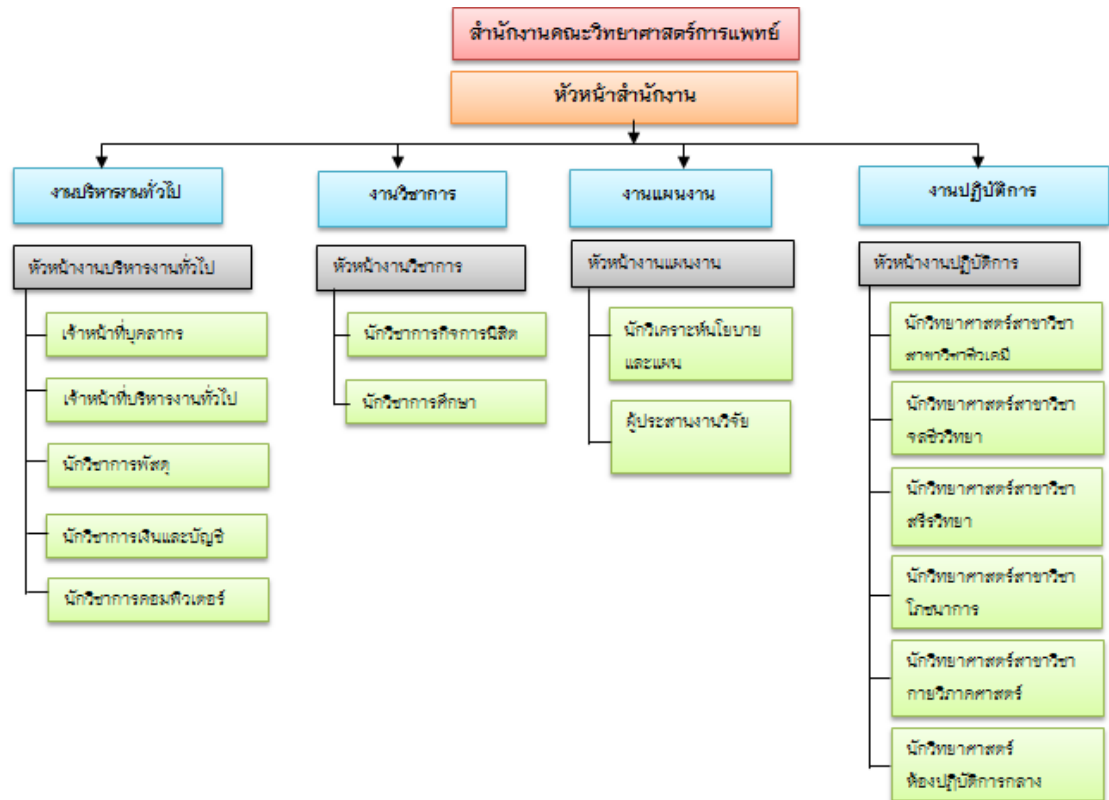 สำนักงานคณะวิทยาศาสตร์การแพทย์
หัวหน้าสำนักงาน
งานบริหารงานทั่วไป
หัวหน้างานบริหารงานทั่วไป
เจ้าหน้าที่บุคลากร
เจ้าหน้าที่บริหารงานทั่วไป
นักวิชาการพัสดุ
นักวิชาการเงินและบัญชี
นักวิชาการคอมพิวเตอร์
งานวิชาการ
หัวหน้างานวิชาการ
นักวิชาการกิจการนิสิต
นักวิชาการศึกษา
งานแผนงาน
หัวหน้างานแผนงาน
นักวิเคราะห์นโยบาย
และแผน
ผู้ประสานงานวิจัย
งานปฏิบัติการ
หัวหน้างานปฏิบัติการ
นักวิทยาศาสตร์สาขาวิชา
สาขาวิชาชีวเคมี
นักวิทยาศาสตร์สาขาวิชา
จุลชีววิทยา
นักวิทยาศาสตร์สาขาวิชา
สรีรวิทยา
นักวิทยาศาสตร์สาขาวิชา
โภชนาการ
นักวิทยาศาสตร์สาขาวิชา
กายวิภาคศาสตร์
นักวิทยาศาสตร์
ห้องปฏิบัติการกลาง